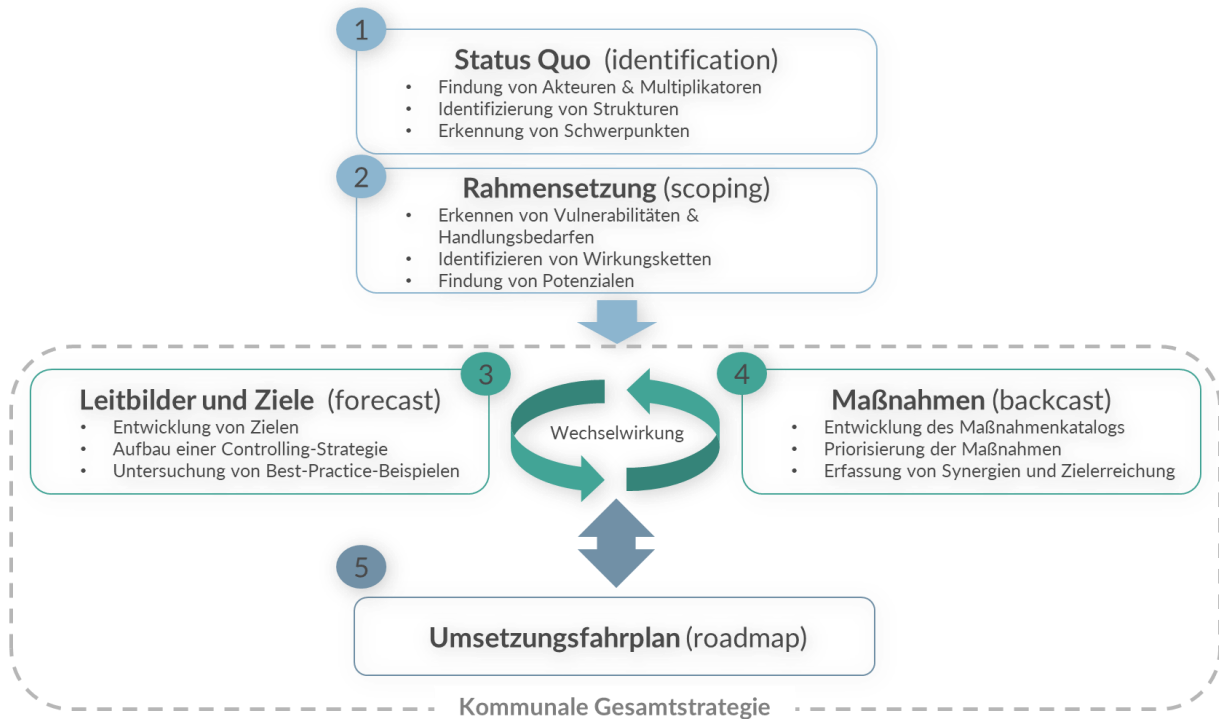 1
Status Quo (identification)
• Findung von Akteuren & Multiplikatoren
• Identifizierung von Strukturen
• Erkennung von Schwerpunkten
2
Rahmensetzung (scoping)
• Erkennen von Vulnerabilitäten &
Handlungsbedarfen
• Identifizieren von Wirkungsketten
• Findung von Potenzialen
3
Leitbilder und Ziele (forecast)
• Entwicklung von Zielen
• Aufbau einer Controlling-Strategie
• Untersuchung von Best-Practice-Beispielen
Wechselwirkung
4
Maßnahmen (backcast)
• Entwicklung des Maßnahmenkatalogs
• Priorisierung der Maßnahmen
• Erfassung von Synergien und Zielerreichung
5
Umsetzungsfahrplan (roadmap)
Kommunale Gesamtstrategie